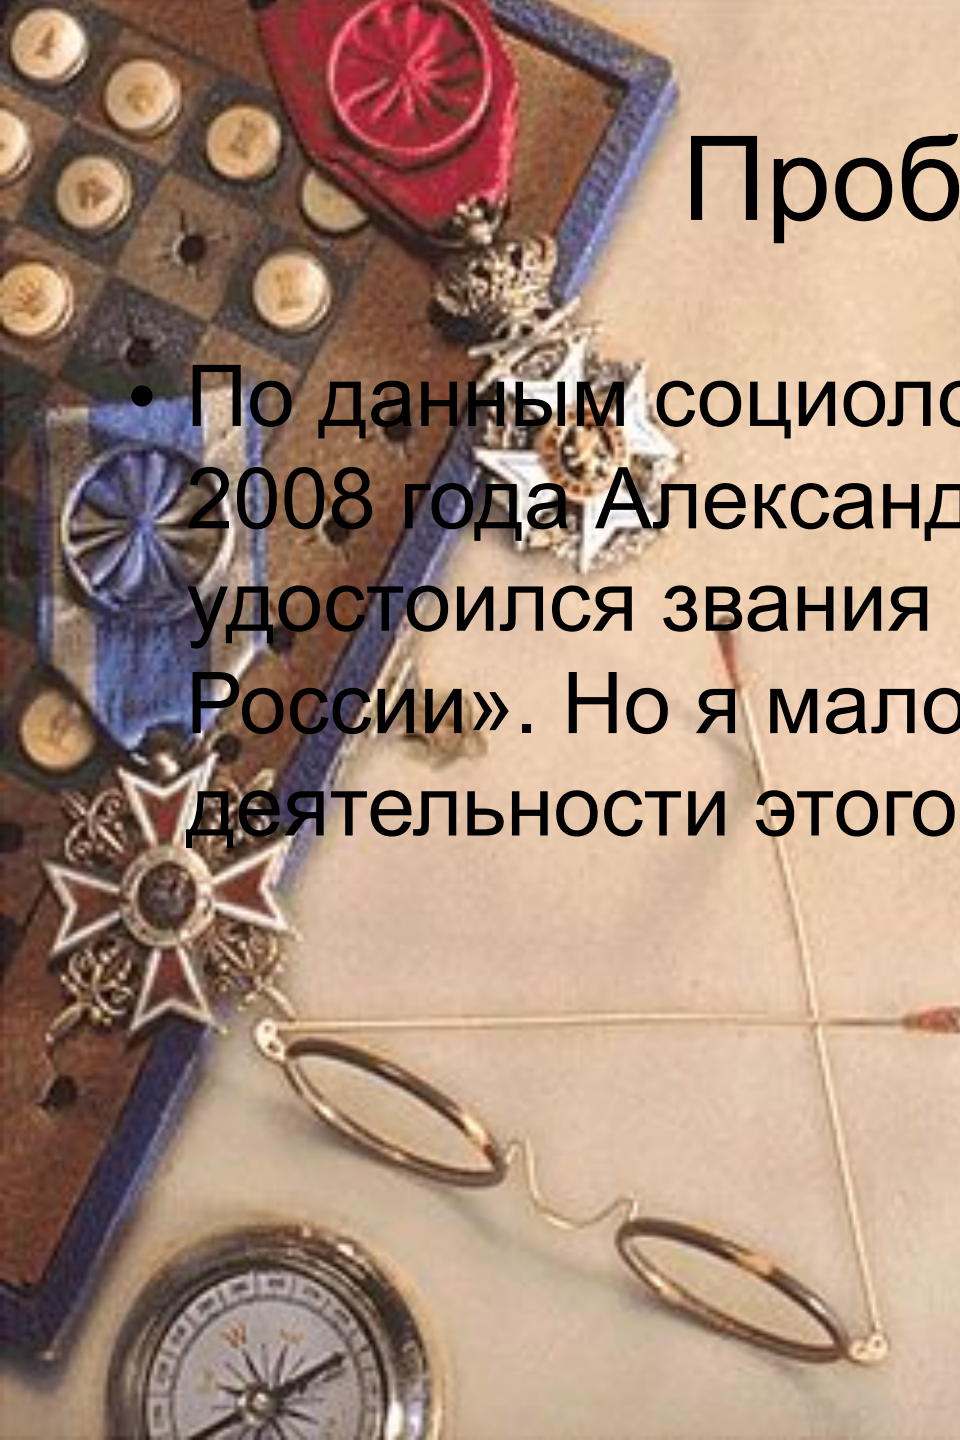 Проб
• По данным социоло
2008 года Александ
удостоился звания
России». Но я мало
деятельности этого